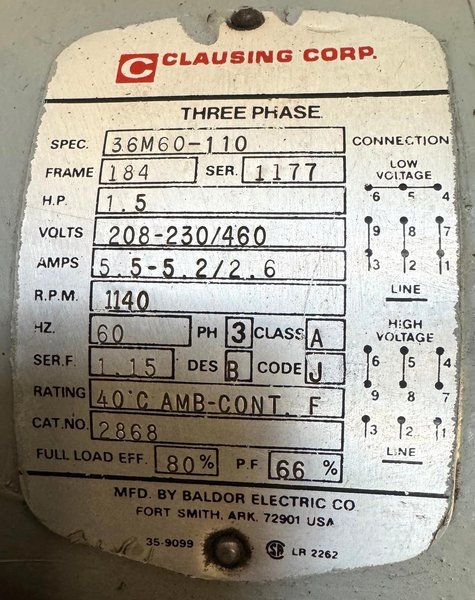 C CLAUSING CORP.
THREE PHASE
SPEC. 36M60-110 CONNECTION
FRAME 184 SER. 1177 LOW VOLTAGE
H.P. 1.5 6 5 4
VOLTS 208-230/460 9 8 7
AMPS 5.5-5.2/2.6 3 2 1
R.P.M. 1140 LINE
HZ. 60 PH 3 CLASS A HIGH VOLTAGE
SER.F. 1.15 DES B CODE J 6 5 4
RATING 40°C AMB-CONT. F 9 8 7
CAT.NO. 2868 3 2 1
FULL LOAD EFF. 80% P.F 66% LINE
MFD. BY BALDOR ELECTRIC CO
FORT SMITH, ARK. 72901 USA
35-9099 SA LR 2262